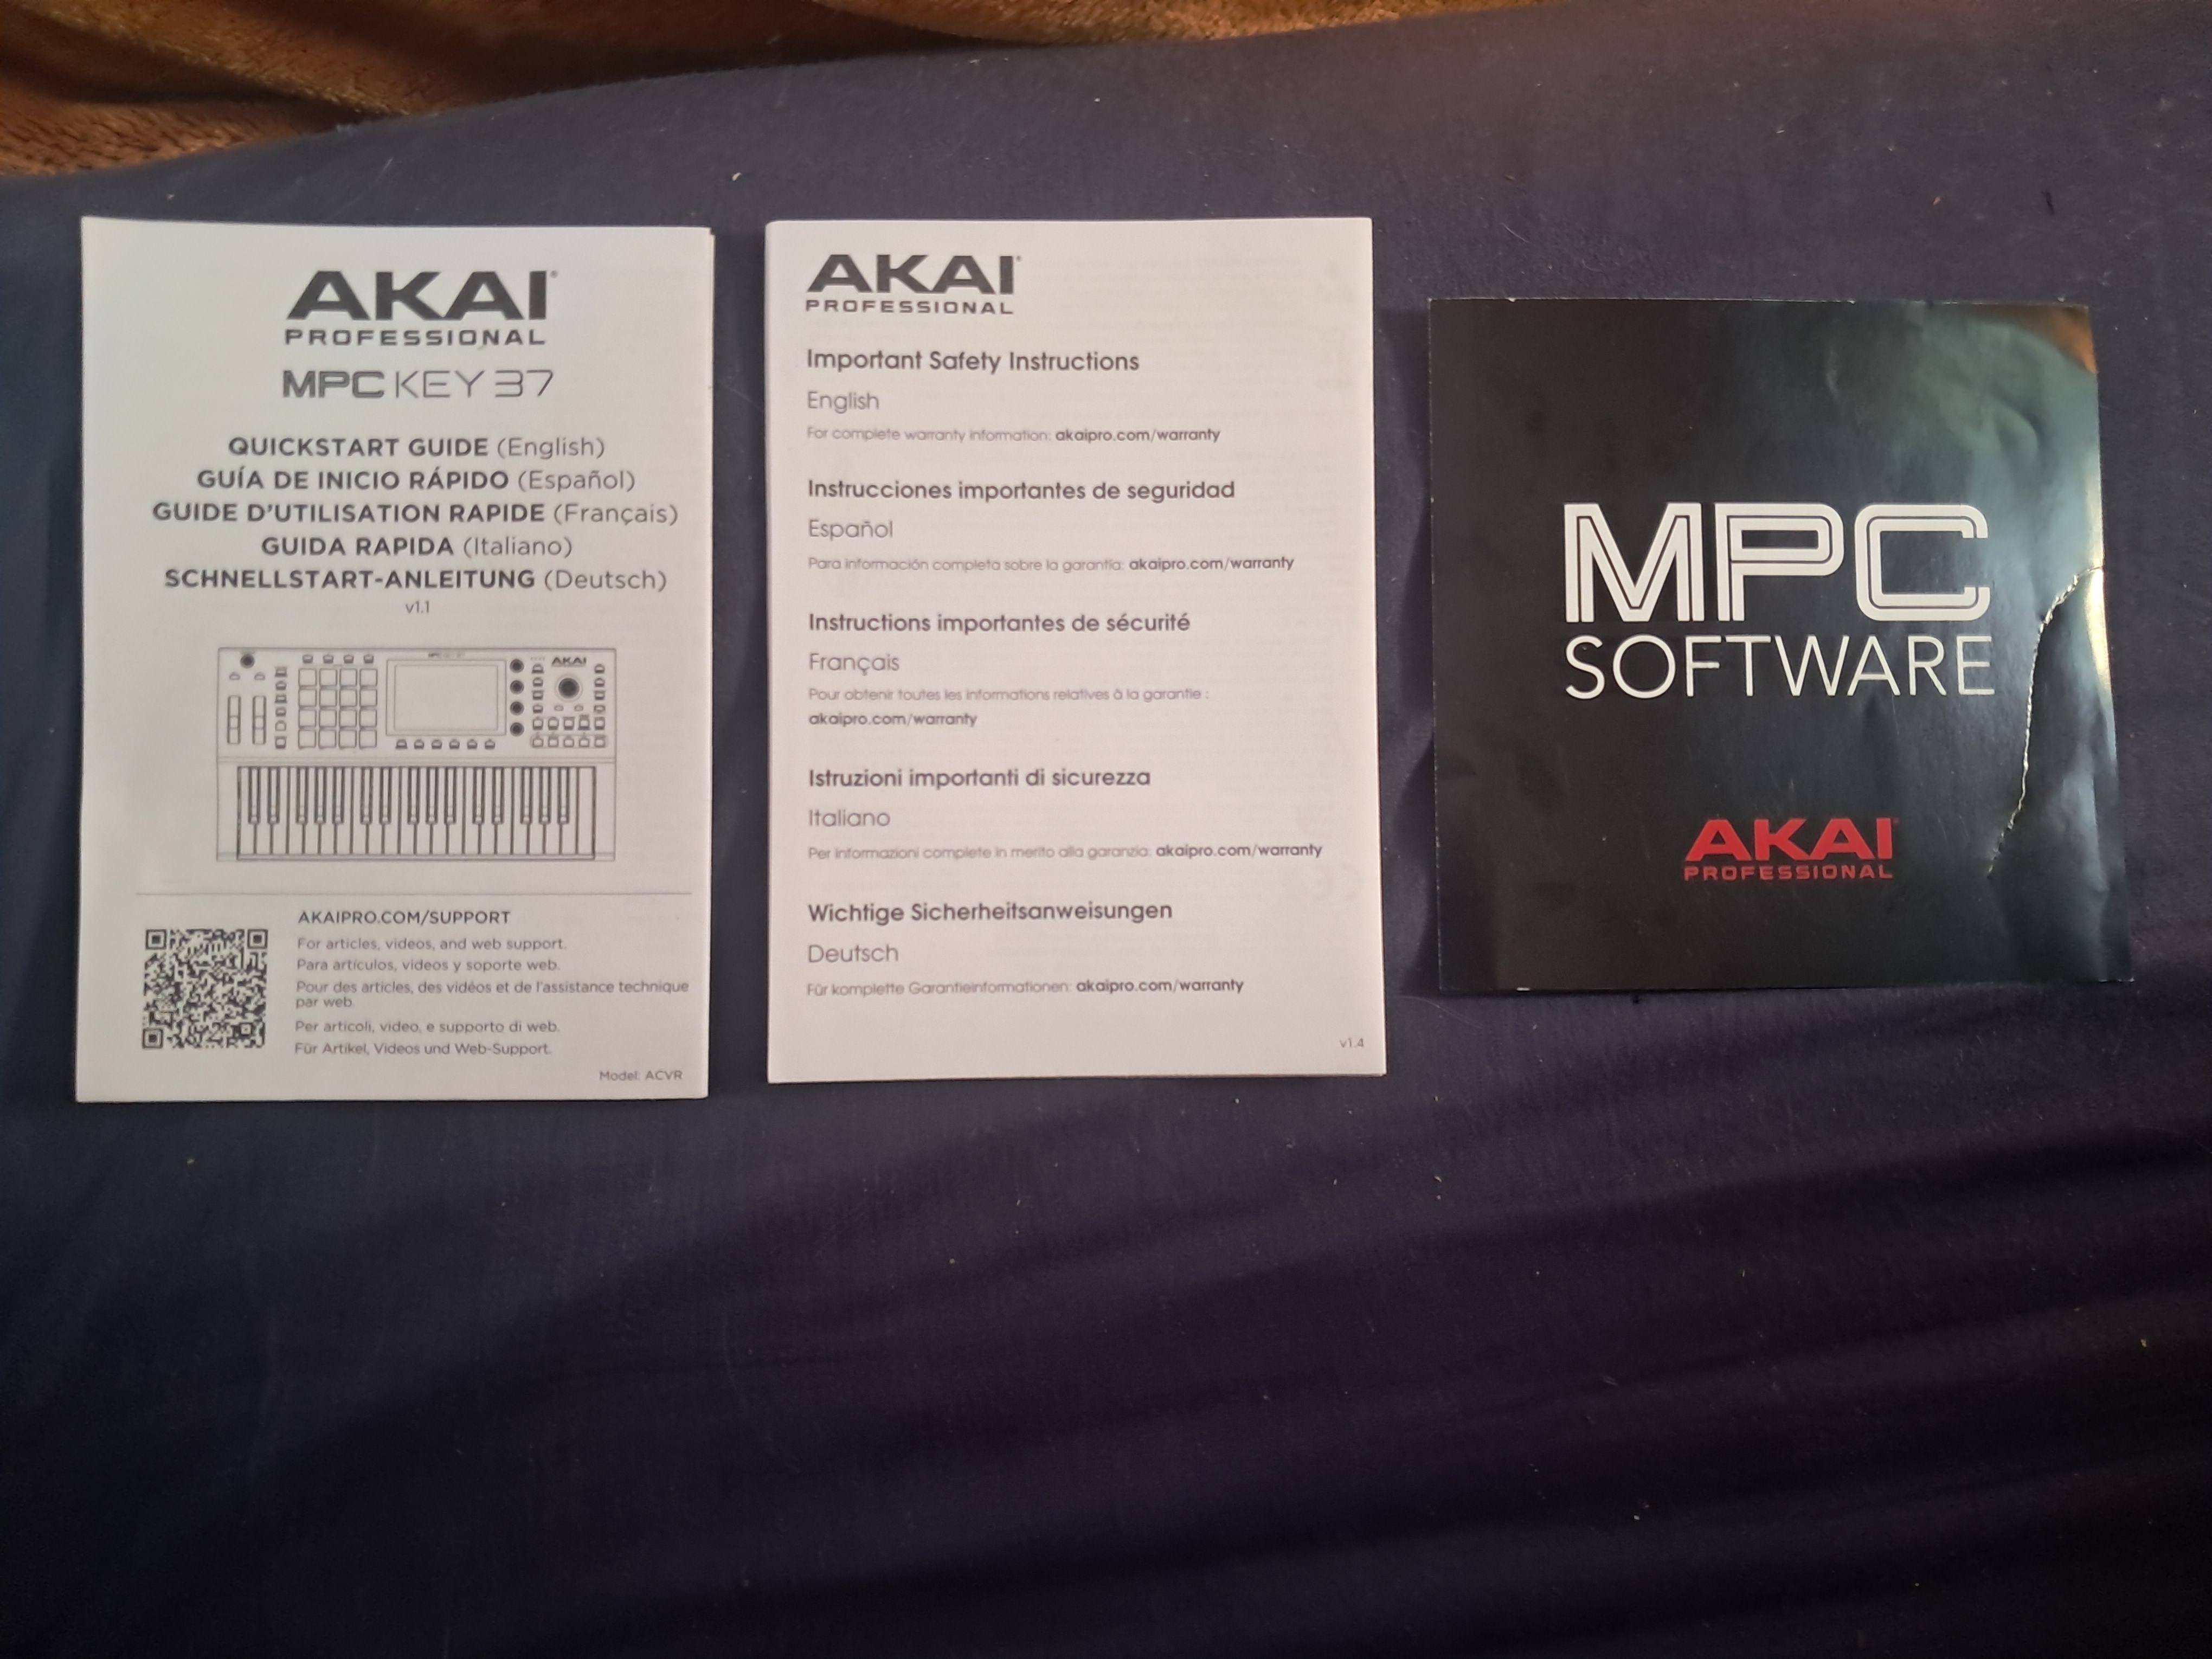 AKAI
PROFESSIONAL
MPC KEY 37
QUICKSTART GUIDE (English)
GUÍA DE INICIO RÁPIDO (Español)
GUIDE D'UTILISATION RAPIDE (Français)
GUIDA RAPIDA (Italiano)
SCHNELLSTART-ANLEITUNG (Deutsch)
v1.1
AKAI
AKAIPRO.COM/SUPPORT
For articles, videos, and web support.
Para artículos, videos y soporte web.
Pour des articles, des vidéos et de l'assistance technique
par web.
Per articoli, video, e supporto di web.
Für Artikel, Videos und Web-Support.
Model: ACVR
AKAI
PROFESSIONAL
Important Safety Instructions
English
For complete warranty information: akaipro.com/warranty
Instrucciones importantes de seguridad
Español
Para información completa sobre la garantía: akaipro.com/warranty
Instructions importantes de sécurité
Français
Pour obtenir toutes les informations relatives à la garantie :
akaipro.com/warranty
Istruzioni importanti di sicurezza
Italiano
Per informazioni complete in merito alla garanzia: akaipro.com/warranty
Wichtige Sicherheitsanweisungen
Deutsch
Für komplette Garantieinformationen: akaipro.com/warranty
v1.4
MPC
SOFTWARE
AKAI
PROFESSIONAL